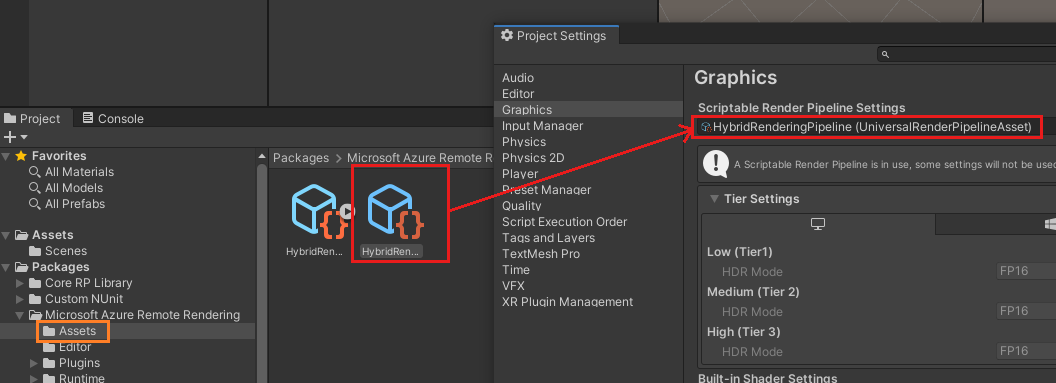 Project
Console
Favorites
All Materials
All Models
All Prefabs
Assets
Scenes
Packages
Core RP Library
Custom NUnit
Microsoft Azure Remote Rendering
Assets
Editor
Plugins
Runtime
Packages > Microsoft Azure Remote R
HybridRen...
HybridRen...
Project Settings
Audio
Editor
Graphics
Input Manager
Physics
Physics 2D
Player
Preset Manager
Quality
Script Execution Order
Tags and Layers
TextMesh Pro
Time
VFX
XR Plugin Management
Graphics
Scriptable Render Pipeline Settings
HybridRenderingPipeline (UniversalRenderPipelineAsset)
A Scriptable Render Pipeline is in use, some settings will not be used
Tier Settings
Low (Tier1)
HDR Mode FP16
Medium (Tier 2)
HDR Mode FP16
High (Tier 3)
HDR Mode FP16
Built-in Shader Settings